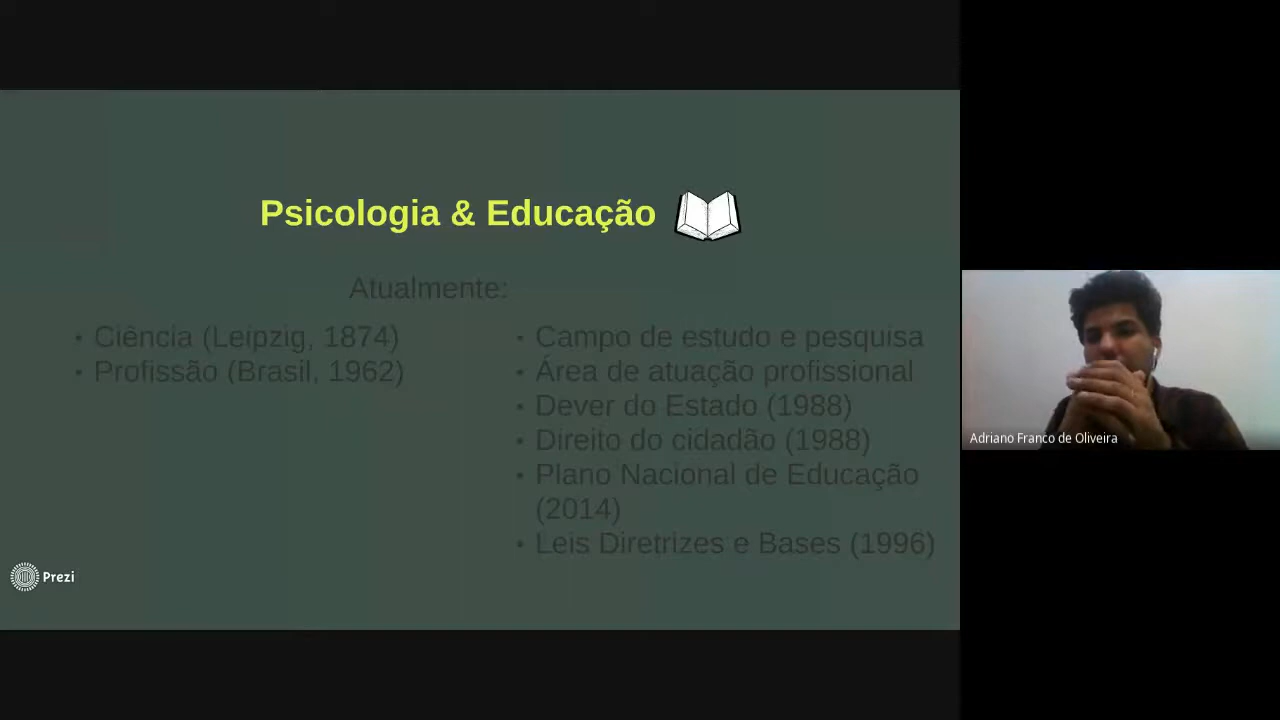 Psicologia & Educação
Atualmente:
• Ciência (Leipzig, 1874)
• Profissão (Brasil, 1962)
• Campo de estudo e pesquisa
• Área de atuação profissional
• Dever do Estado (1988)
• Direito do cidadão (1988)
• Plano Nacional de Educação
(2014)
• Leis Diretrizes e Bases (1996)
Prezi
Adriano Franco de Oliveira